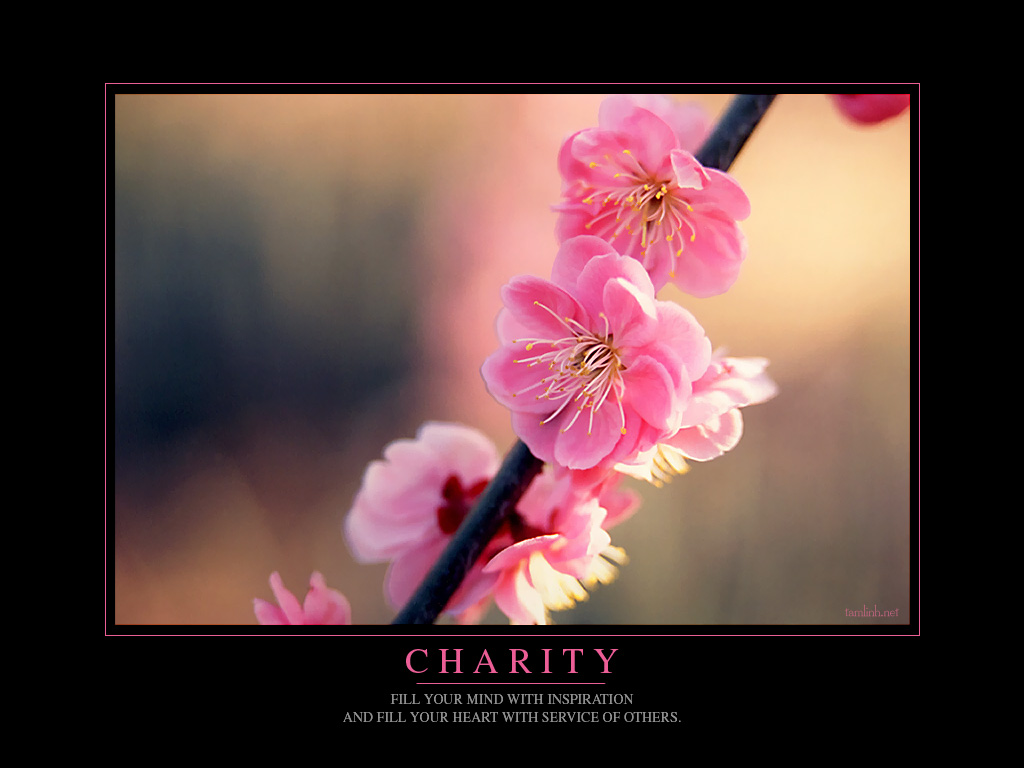 tamlinh.net
CHARITY
FILL YOUR MIND WITH INSPIRATION
AND FILL YOUR HEART WITH SERVICE OF OTHERS.